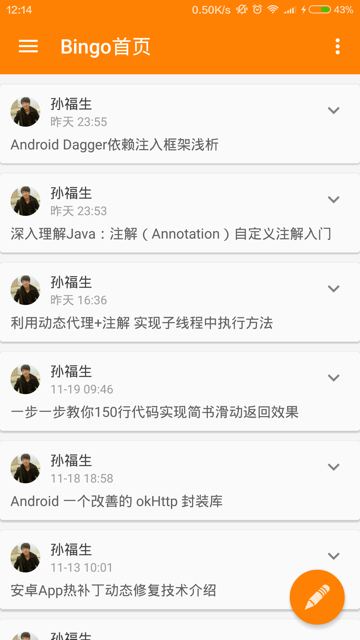 12:14
0.50K/s
43%
Bingo首页
孙福生
昨天 23:55
Android Dagger依赖注入框架浅析
孙福生
昨天 23:53
深入理解Java：注解（Annotation）自定义注解入门
孙福生
昨天 16:36
利用动态代理+注解 实现子线程中执行方法
孙福生
11-19 09:46
一步一步教你150行代码实现简书滑动返回效果
孙福生
11-18 18:58
Android 一个改善的 okHttp 封装库
孙福生
11-13 10:01
安卓App热补丁动态修复技术介绍
孙福生